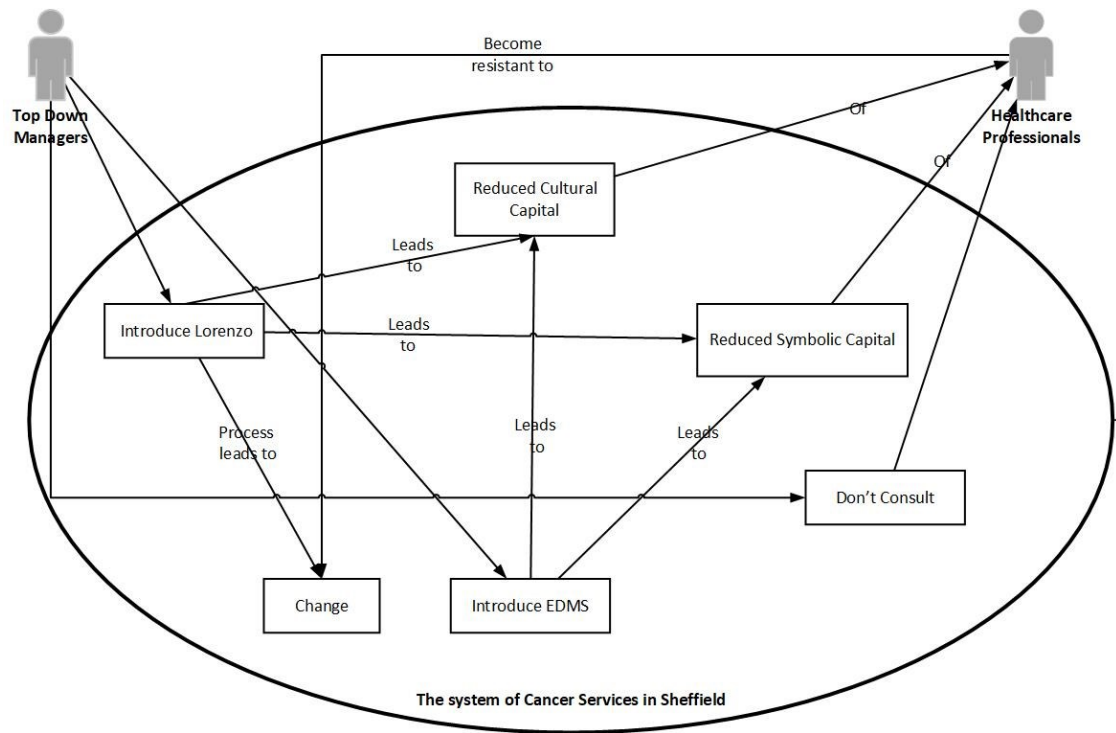 Become
resistant to
Top Down
Managers
Healthcare
Professionals
Of
Of
Reduced Cultural
Capital
Leads
to
Introduce Lorenzo
Leads
to
Reduced Symbolic Capital
Process
leads to
Leads
to
Leads
to
Don’t Consult
Change
Introduce EDMS
The system of Cancer Services in Sheffield